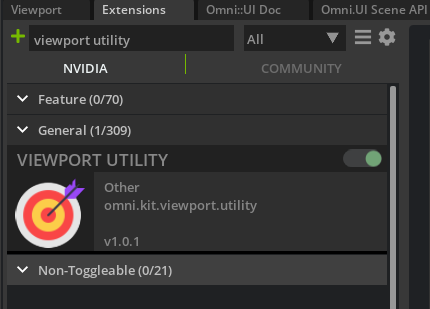 Viewport Extensions Omni::UI Doc Omni.UI Scene API
viewport utility All
NVIDIA COMMUNITY
Feature (0/70)
General (1/309)
VIEWPORT UTILITY
Other
omni.kit.viewport.utility
v1.0.1
Non-Toggleable (0/21)